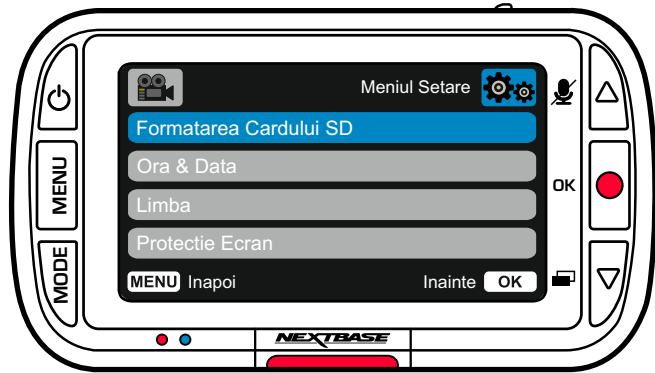 Meniul Setare
Formatarea Cardului SD
Ora & Data
Limba
Protectie Ecran
MENU Inapoi Inainte OK
MENU
MODE
OK
NEXTBASE